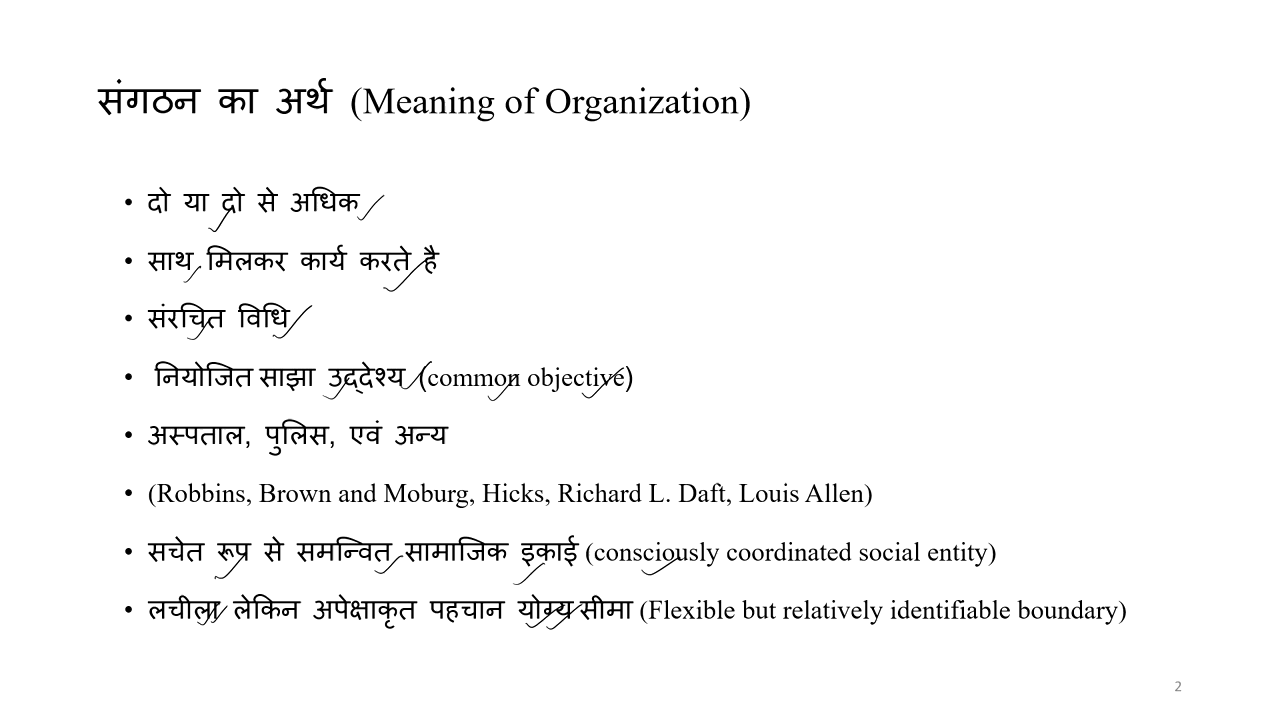 संगठन का अर्थ (Meaning of Organization)
• दो या दो से अधिक
• साथ मिलकर कार्य करते है
• संरचित विधि
• नियोजित साझा उद्देश्य (common objective)
• अस्पताल, पुलिस, एवं अन्य
• (Robbins, Brown and Moburg, Hicks, Richard L. Daft, Louis Allen)
• सचेत रूप से समन्वित सामाजिक इकाई (consciously coordinated social entity)
• लचीला लेकिन अपेक्षाकृत पहचान योग्य सीमा (Flexible but relatively identifiable boundary)
2